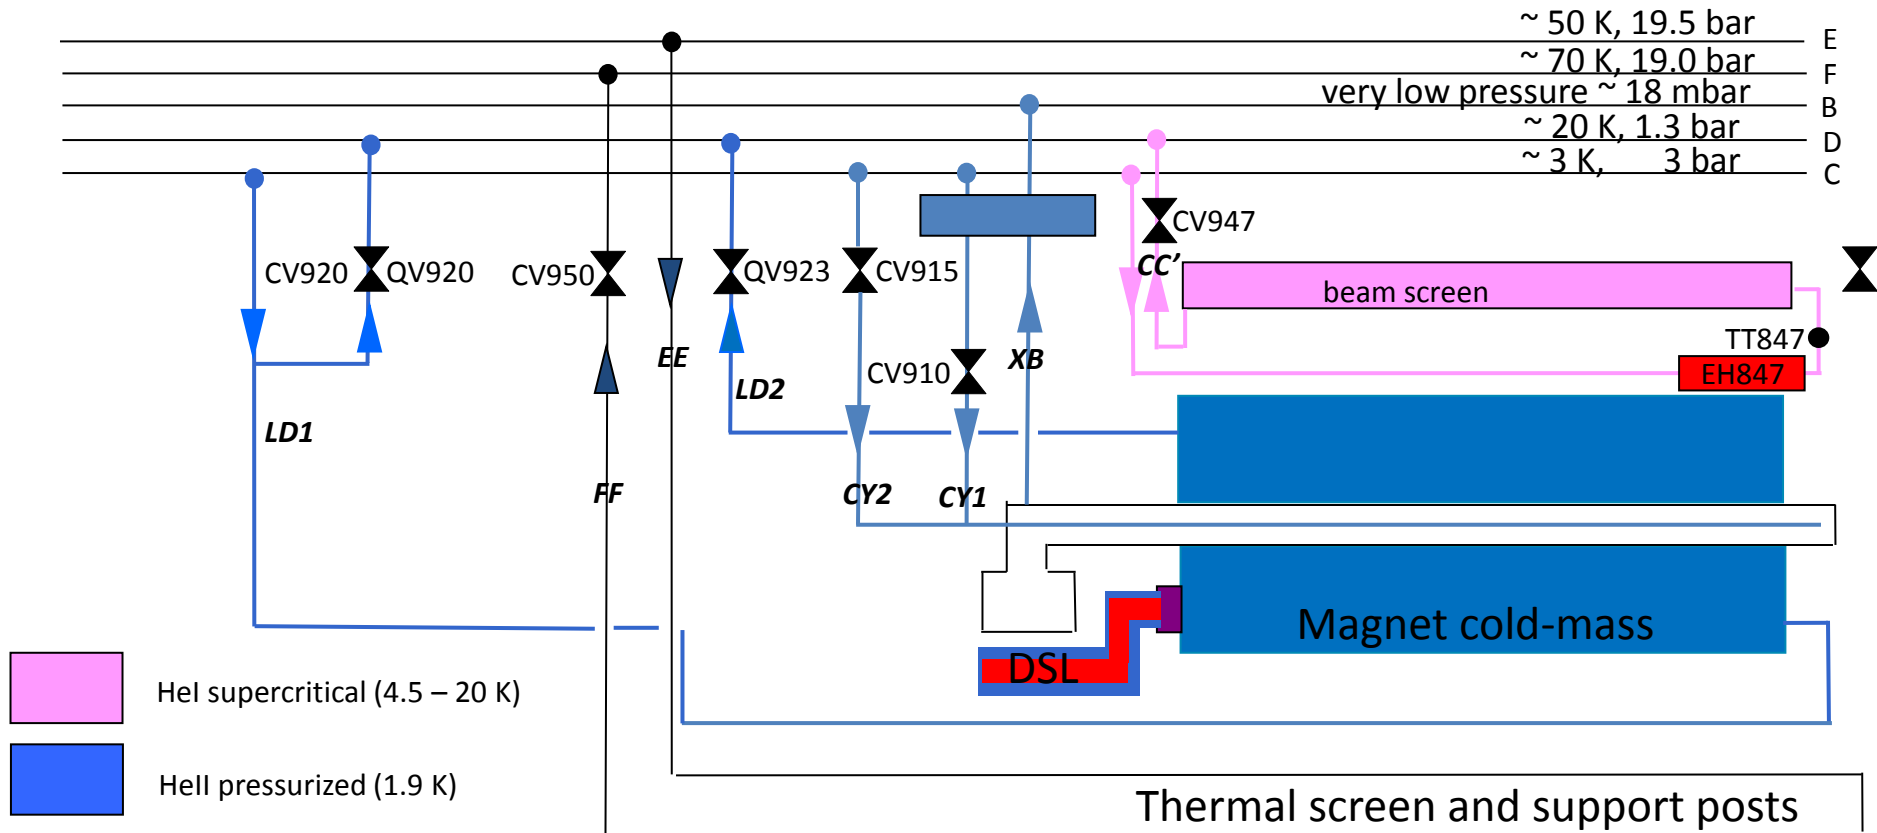 ~ 50 K, 19.5 bar
E
~ 70 K, 19.0 bar
F
very low pressure ~ 18 mbar
B
~ 20 K, 1.3 bar
D
~ 3 K, 3 bar
C
CV920
QV920
CV950
QV923
CV915
CV947
CC’
beam screen
TT847
EH847
EE
LD2
CV910
XB
LD1
FF
CY2
CY1
Magnet cold-mass
DSL
HeI supercritical (4.5 – 20 K)
HeII pressurized (1.9 K)
Thermal screen and support posts